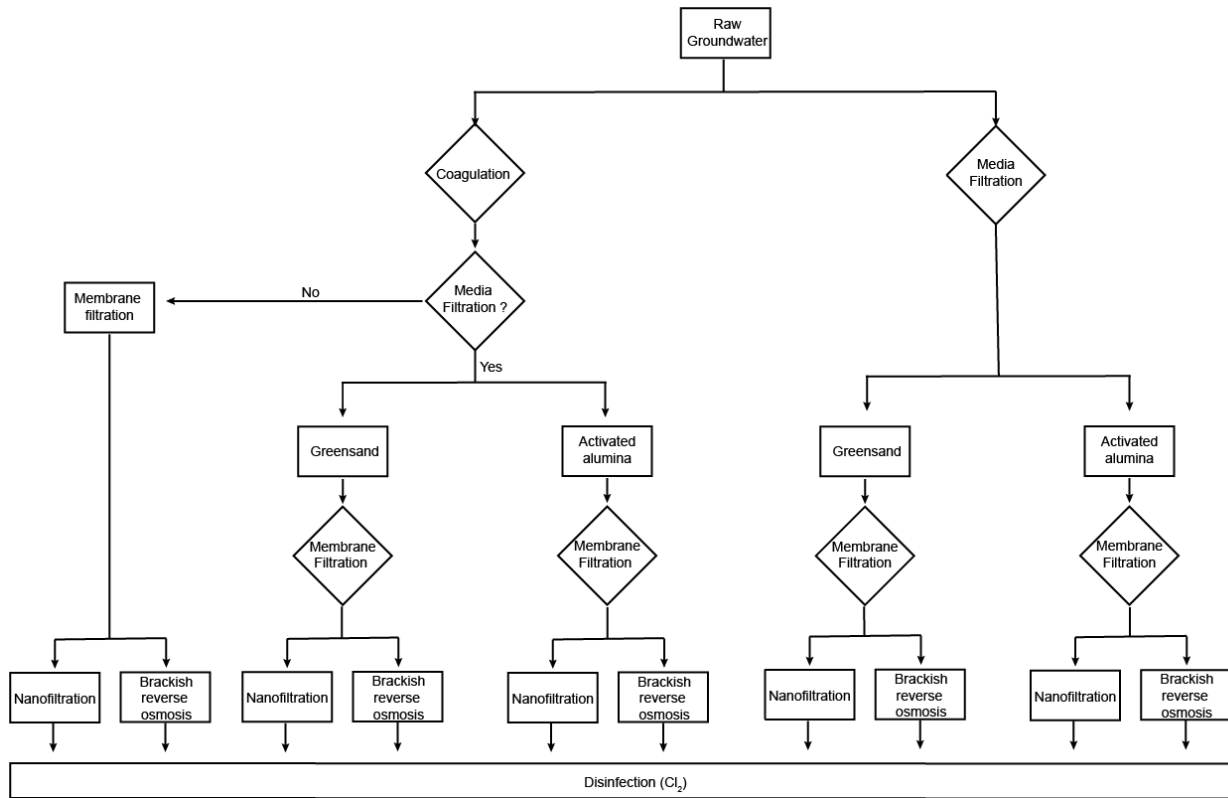 Raw
Groundwater
Coagulation
Media
Filtration
Media
Filtration ?
No
Yes
Membrane
filtration
Greensand
Activated
alumina
Greensand
Activated
alumina
Membrane
Filtration
Membrane
Filtration
Membrane
Filtration
Membrane
Filtration
Nanofiltration
Brackish
reverse
osmosis
Nanofiltration
Brackish
reverse
osmosis
Nanofiltration
Brackish
reverse
osmosis
Nanofiltration
Brackish
reverse
osmosis
Nanofiltration
Brackish
reverse
osmosis
Disinfection (Cl₂)